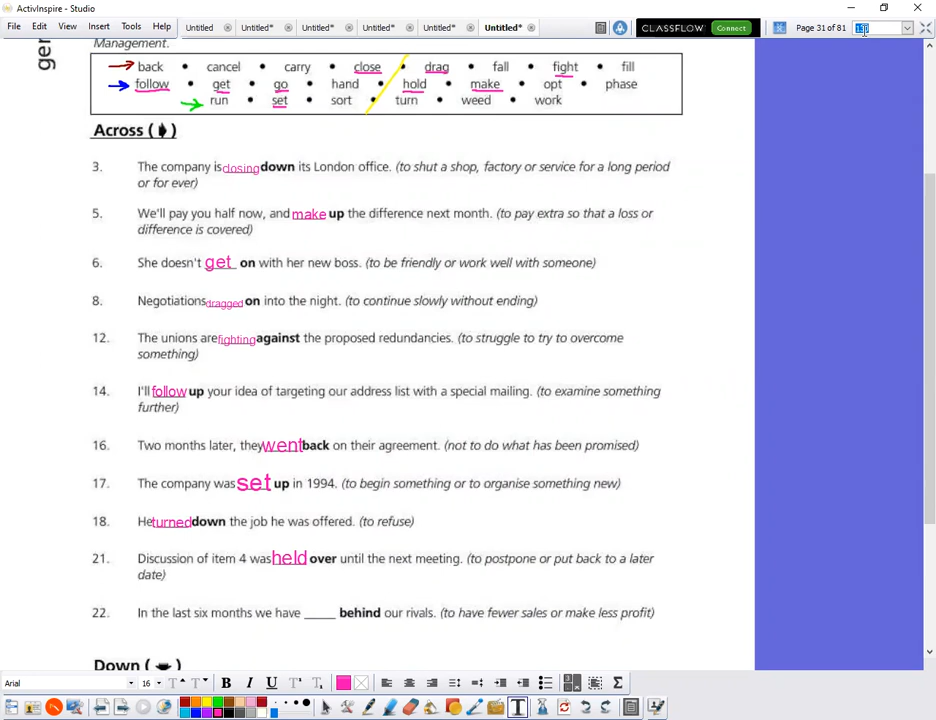 ActivInspire - Studio
File Edit View Insert Tools Help Untitled Untitled* Untitled* Untitled* Untitled* Untitled* CLASSFLOW Connect Page 31 of 81
gen
Management.
back • cancel • carry • close • drag • fall • fight • fill
follow • get • go • hand • hold • make • opt • phase
run • set • sort • turn • weed • work
Across ( )
3. The company is closing down its London office. (to shut a shop, factory or service for a long period
or for ever)
5. We'll pay you half now, and make up the difference next month. (to pay extra so that a loss or
difference is covered)
6. She doesn't get on with her new boss. (to be friendly or work well with someone)
8. Negotiations dragged on into the night. (to continue slowly without ending)
12. The unions are fighting against the proposed redundancies. (to struggle to try to overcome
something)
14. I'll follow up your idea of targeting our address list with a special mailing. (to examine something
further)
16. Two months later, they went back on their agreement. (not to do what has been promised)
17. The company was set up in 1994. (to begin something or to organise something new)
18. He turned down the job he was offered. (to refuse)
21. Discussion of item 4 was held over until the next meeting. (to postpone or put back to a later
date)
22. In the last six months we have _____ behind our rivals. (to have fewer sales or make less profit)
Down ( )
Arial 16 B I U